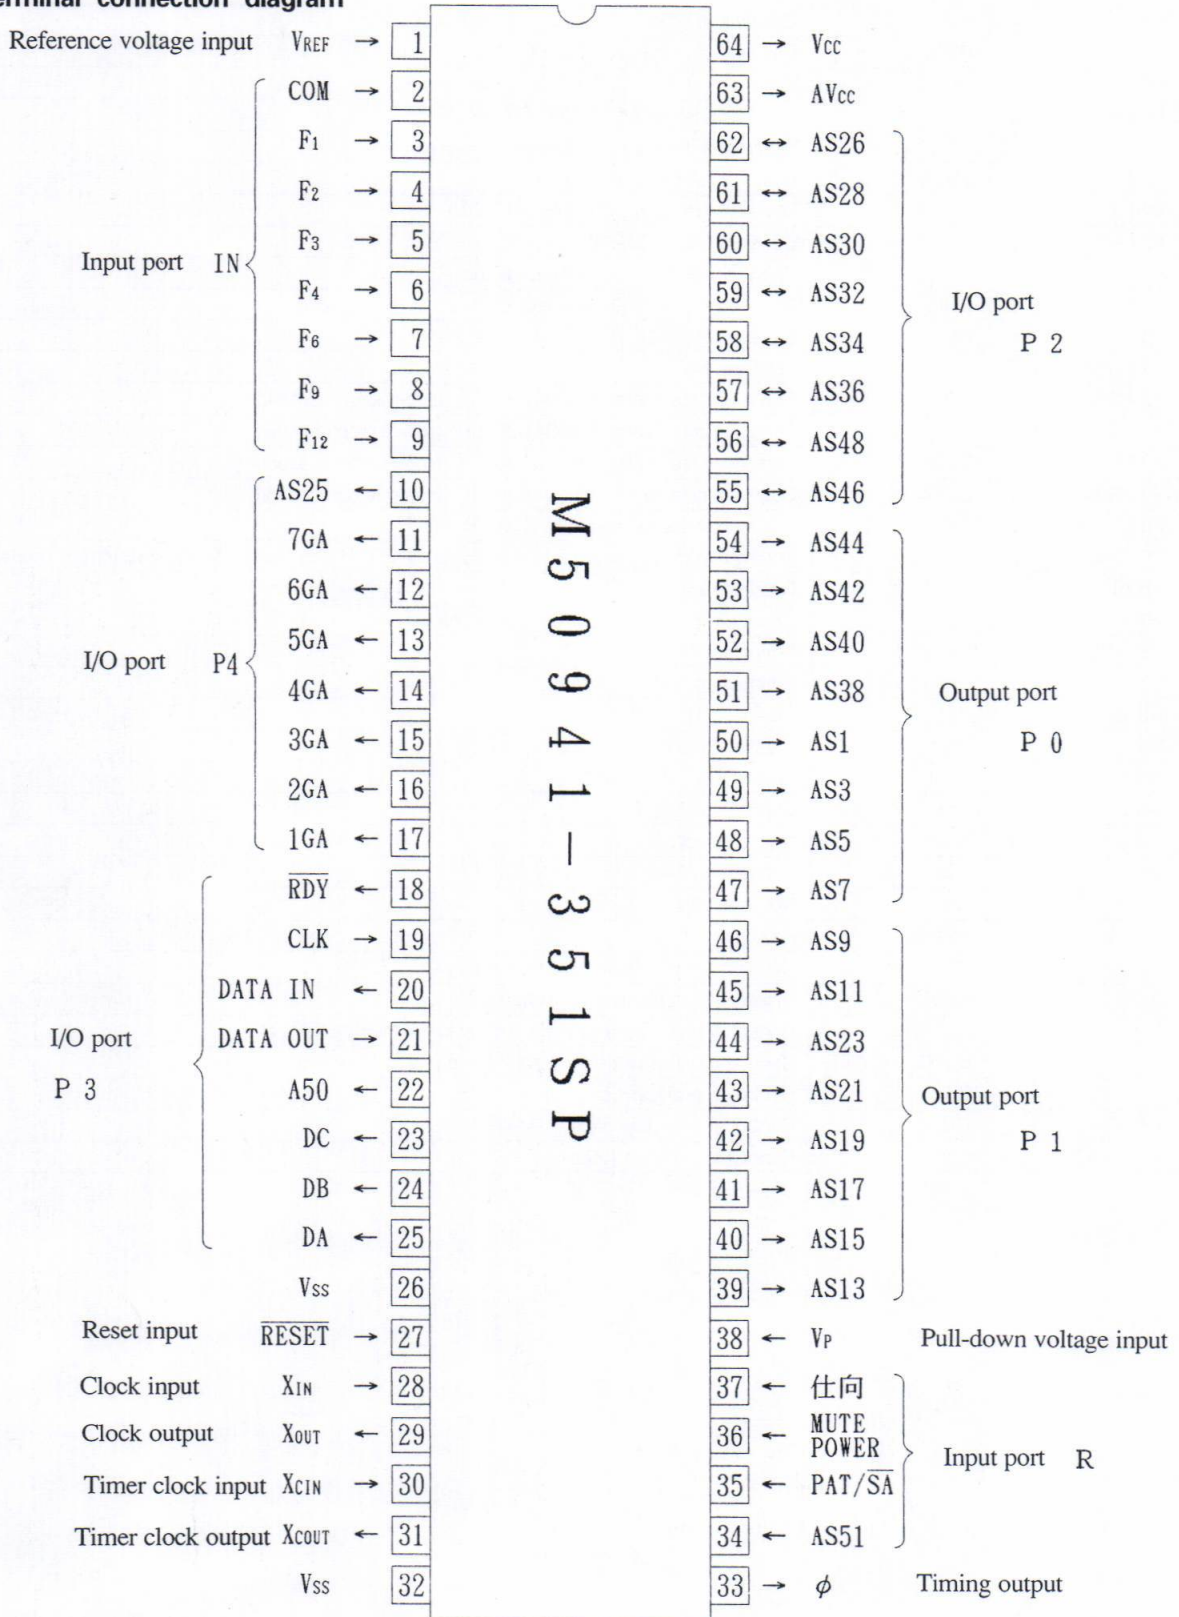 erminal connection diagram
Reference voltage input VREF → 1
COM → 2
F1 → 3
F2 → 4
F3 → 5
Input port IN
F4 → 6
F6 → 7
F9 → 8
F12 → 9
AS25 ← 10
7GA ← 11
6GA ← 12
5GA ← 13
I/O port P4
4GA ← 14
3GA ← 15
2GA ← 16
1GA ← 17
R̅D̅Y̅ ← 18
CLK → 19
DATA IN ← 20
I/O port
DATA OUT → 21
P 3
A50 ← 22
DC ← 23
DB ← 24
DA ← 25
Vss 26
Reset input R̅E̅S̅E̅T̅ → 27
Clock input XIN → 28
Clock output XOUT ← 29
Timer clock input XCIN → 30
Timer clock output XCOUT ← 31
Vss 32
M50941-351SP
64 → Vcc
63 → AVcc
62 ↔ AS26
61 ↔ AS28
60 ↔ AS30
59 ↔ AS32
I/O port
58 ↔ AS34
P 2
57 ↔ AS36
56 ↔ AS48
55 ↔ AS46
54 → AS44
53 → AS42
52 → AS40
51 → AS38
Output port
50 → AS1
P 0
49 → AS3
48 → AS5
47 → AS7
46 → AS9
45 → AS11
44 → AS23
43 → AS21
Output port
42 → AS19
P 1
41 → AS17
40 → AS15
39 → AS13
38 ← VP Pull-down voltage input
37 ← 仕向
36 ← MUTE
POWER
Input port R
35 ← PAT/S̅A̅
34 ← AS51
33 → ϕ Timing output